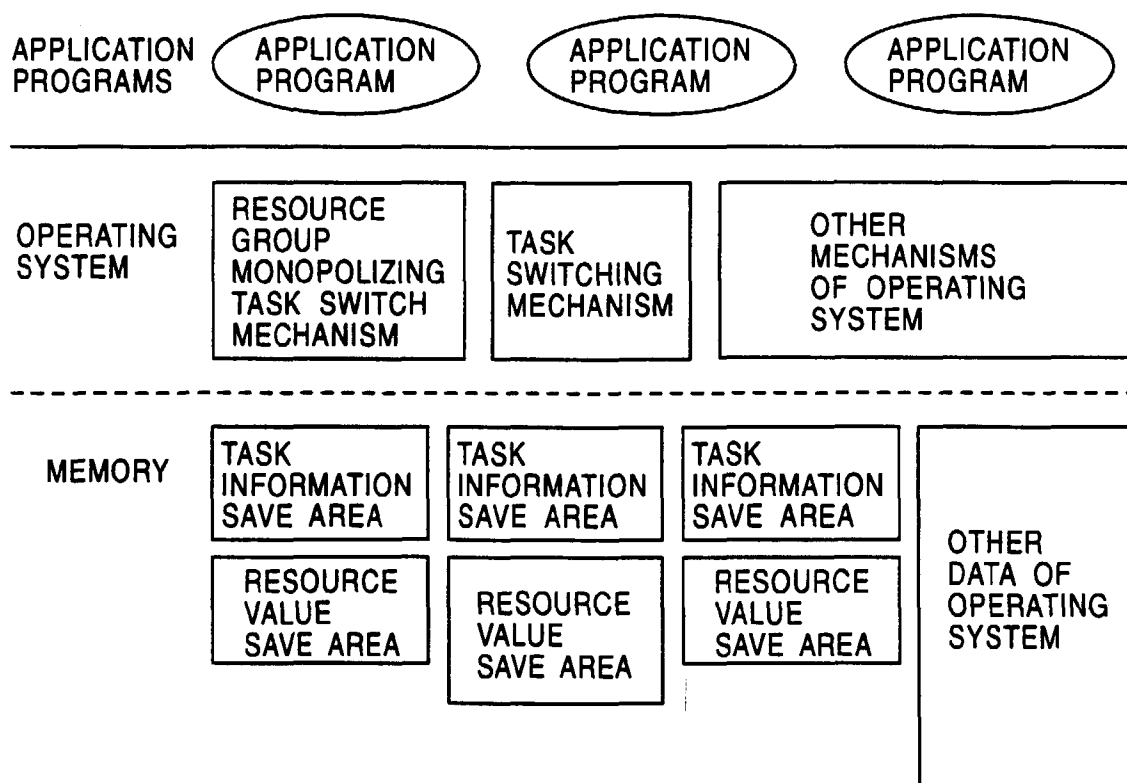 APPLICATION
PROGRAMS
APPLICATION
PROGRAM
APPLICATION
PROGRAM
APPLICATION
PROGRAM
OPERATING
SYSTEM
RESOURCE
GROUP
MONOPOLIZING
TASK SWITCH
MECHANISM
TASK
SWITCHING
MECHANISM
OTHER
MECHANISMS
OF OPERATING
SYSTEM
MEMORY
TASK
INFORMATION
SAVE AREA
TASK
INFORMATION
SAVE AREA
TASK
INFORMATION
SAVE AREA
RESOURCE
VALUE
SAVE AREA
RESOURCE
VALUE
SAVE AREA
RESOURCE
VALUE
SAVE AREA
OTHER
DATA OF
OPERATING
SYSTEM